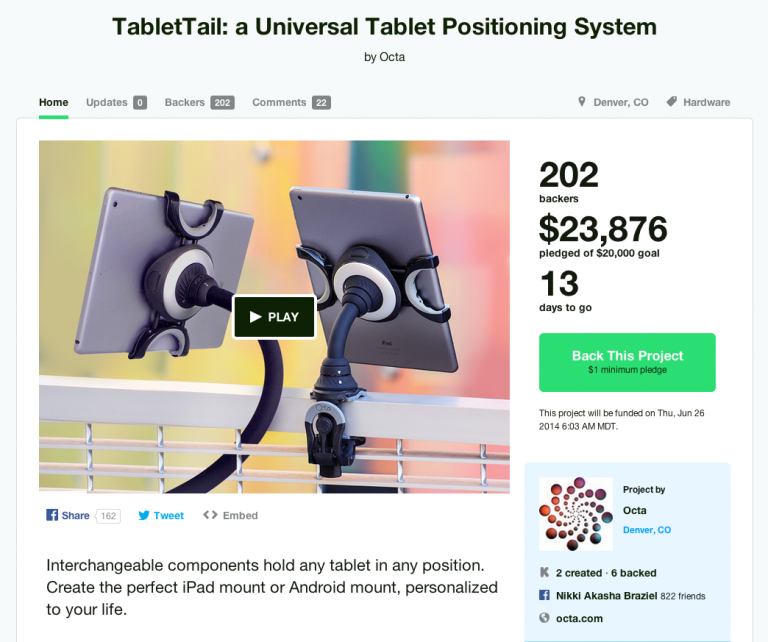 TabletTail: a Universal Tablet Positioning System
by Octa
Home Updates 0 Backers 202 Comments 22 Denver, CO Hardware
PLAY
iPad
Octa
202
backers
$23,876
pledged of $20,000 goal
13
days to go
Back This Project
$1 minimum pledge
This project will be funded on Thu, Jun 26
2014 6:03 AM MDT.
Share 162 Tweet Embed
Interchangeable components hold any tablet in any position.
Create the perfect iPad mount or Android mount, personalized
to your life.
Project by
Octa
Denver, CO
2 created · 6 backed
Nikki Akasha Braziel 822 friends
octa.com